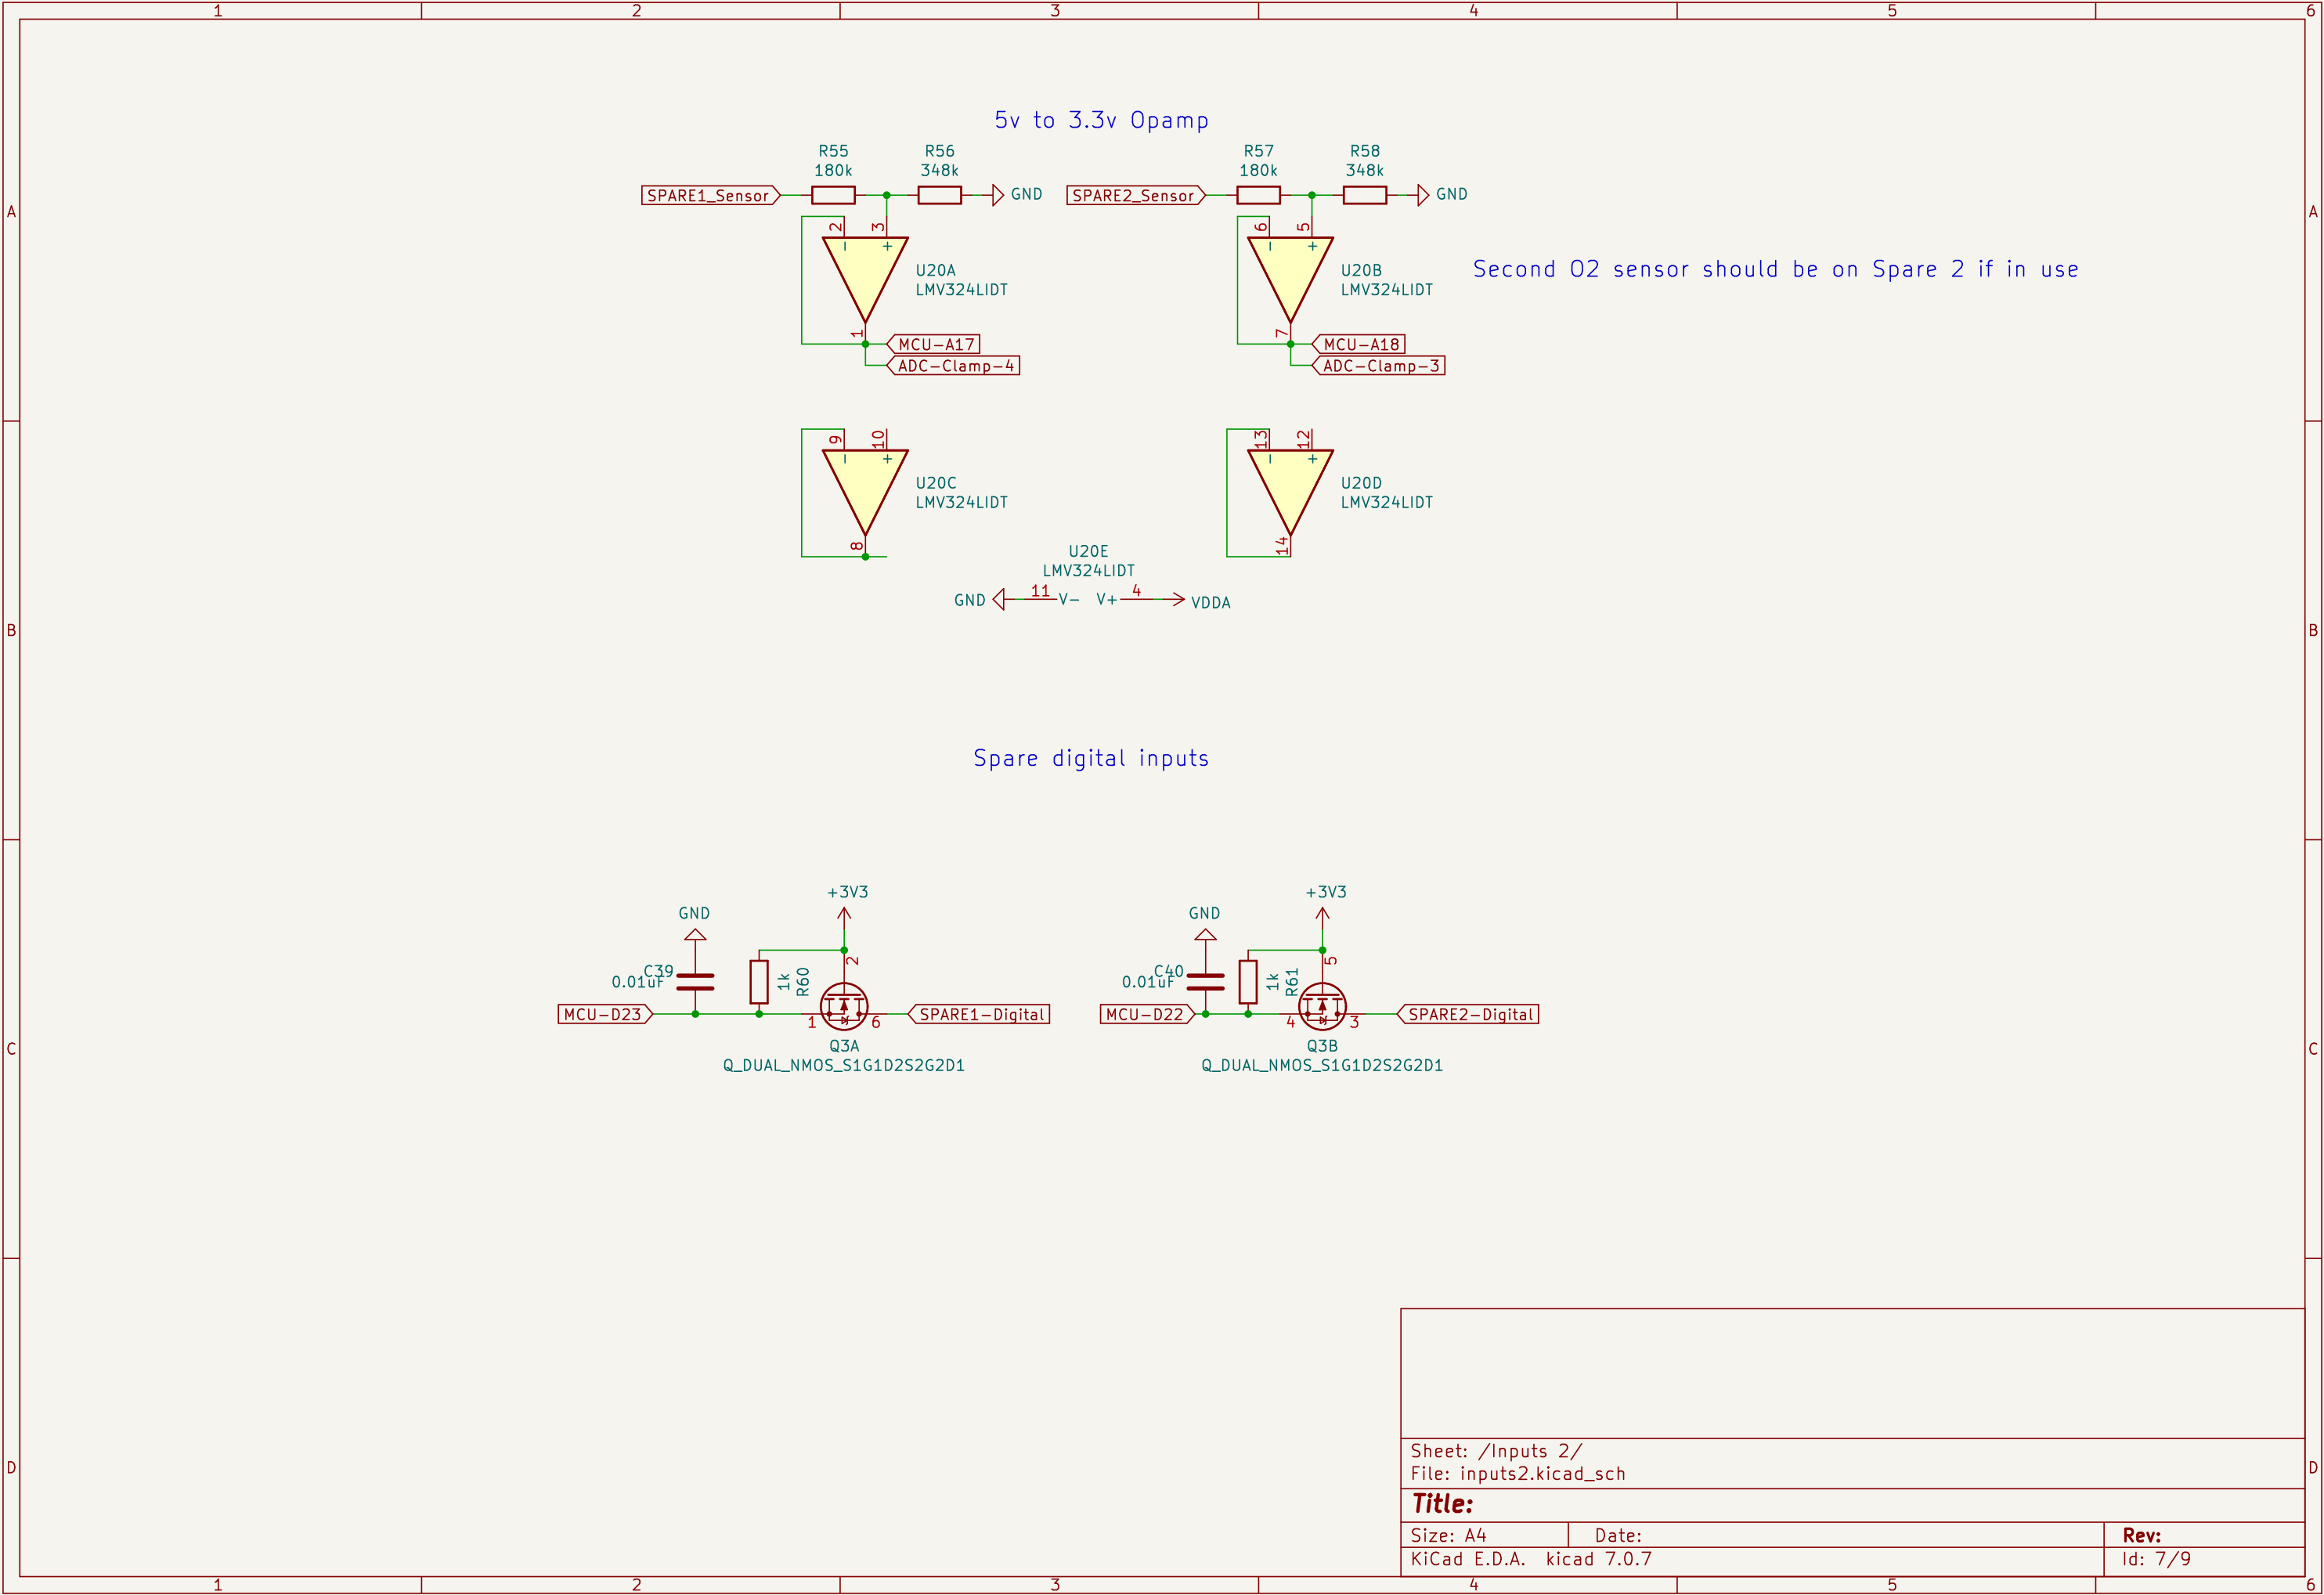 1 2 3 4 5 6
5v to 3.3v Opamp
R55 R56 R57 R58
180k 348k 180k 348k
SPARE1_Sensor GND SPARE2_Sensor GND
A A
2 3 6 5
- + - +
U20A U20B Second O2 sensor should be on Spare 2 if in use
LMV324LIDT LMV324LIDT
1 7
MCU-A17 MCU-A18
ADC-Clamp-4 ADC-Clamp-3
9 10 13 12
- + - +
U20C U20D
LMV324LIDT LMV324LIDT
8 14
U20E
LMV324LIDT
GND 11 V- V+ 4 VDDA
B B
Spare digital inputs
+3V3 +3V3
GND GND
2 5
C39 1k R60 C40 1k R61
0.01uF 0.01uF
MCU-D23 1 6 SPARE1-Digital MCU-D22 4 3 SPARE2-Digital
Q3A Q3B
Q_DUAL_NMOS_S1G1D2S2G2D1 Q_DUAL_NMOS_S1G1D2S2G2D1
C C
Sheet: /Inputs 2/
File: inputs2.kicad_sch
D D
Title:
Size: A4 Date: Rev:
KiCad E.D.A. kicad 7.0.7 Id: 7/9
1 2 3 4 5 6